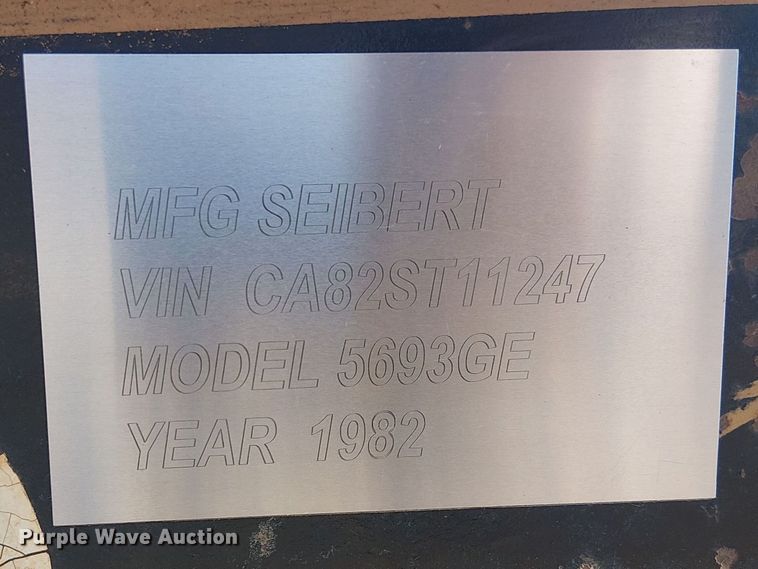 MFG SEIBERT
VIN CA82ST11247
MODEL 5693GE
YEAR 1982
Purple Wave Auction